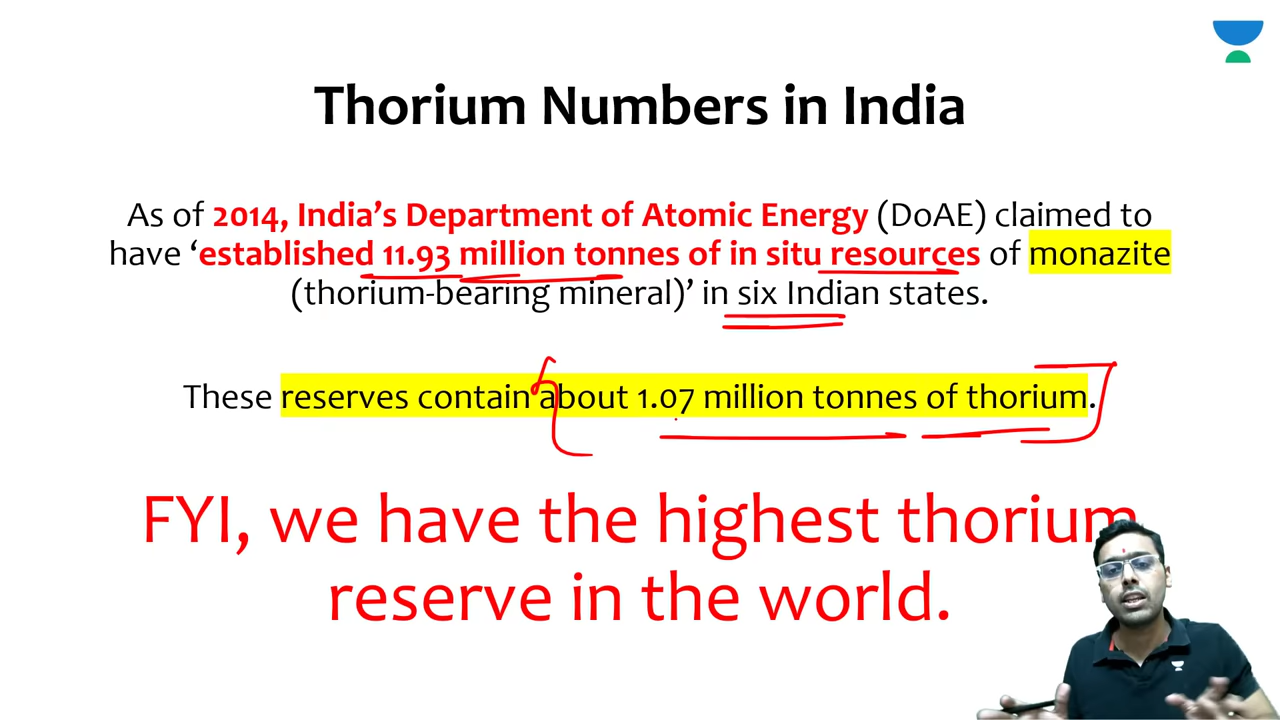 Thorium Numbers in India
As of 2014, India’s Department of Atomic Energy (DoAE) claimed to
have ‘established 11.93 million tonnes of in situ resources of monazite
(thorium-bearing mineral)’ in six Indian states.
These reserves contain about 1.07 million tonnes of thorium.
FYI, we have the highest thorium
reserve in the world.